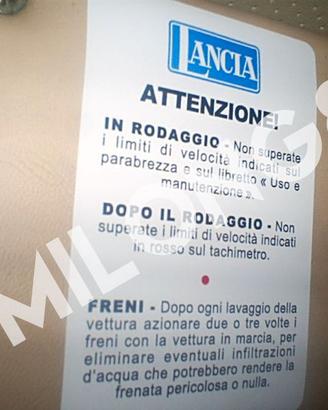 LANCIA
ATTENZIONE!
IN RODAGGIO - Non superate
i limiti di velocità indicati sul
parabrezza e sul libretto « Uso e
manutenzione ».
DOPO IL RODAGGIO - Non
superate i limiti di velocità indicati
in rosso sul tachimetro.
FRENI - Dopo ogni lavaggio della
vettura azionare due o tre volte i
freni con la vettura in marcia, per
eliminare eventuali infiltrazioni
d'acqua che potrebbero rendere la
frenata pericolosa o nulla.
MILONG8